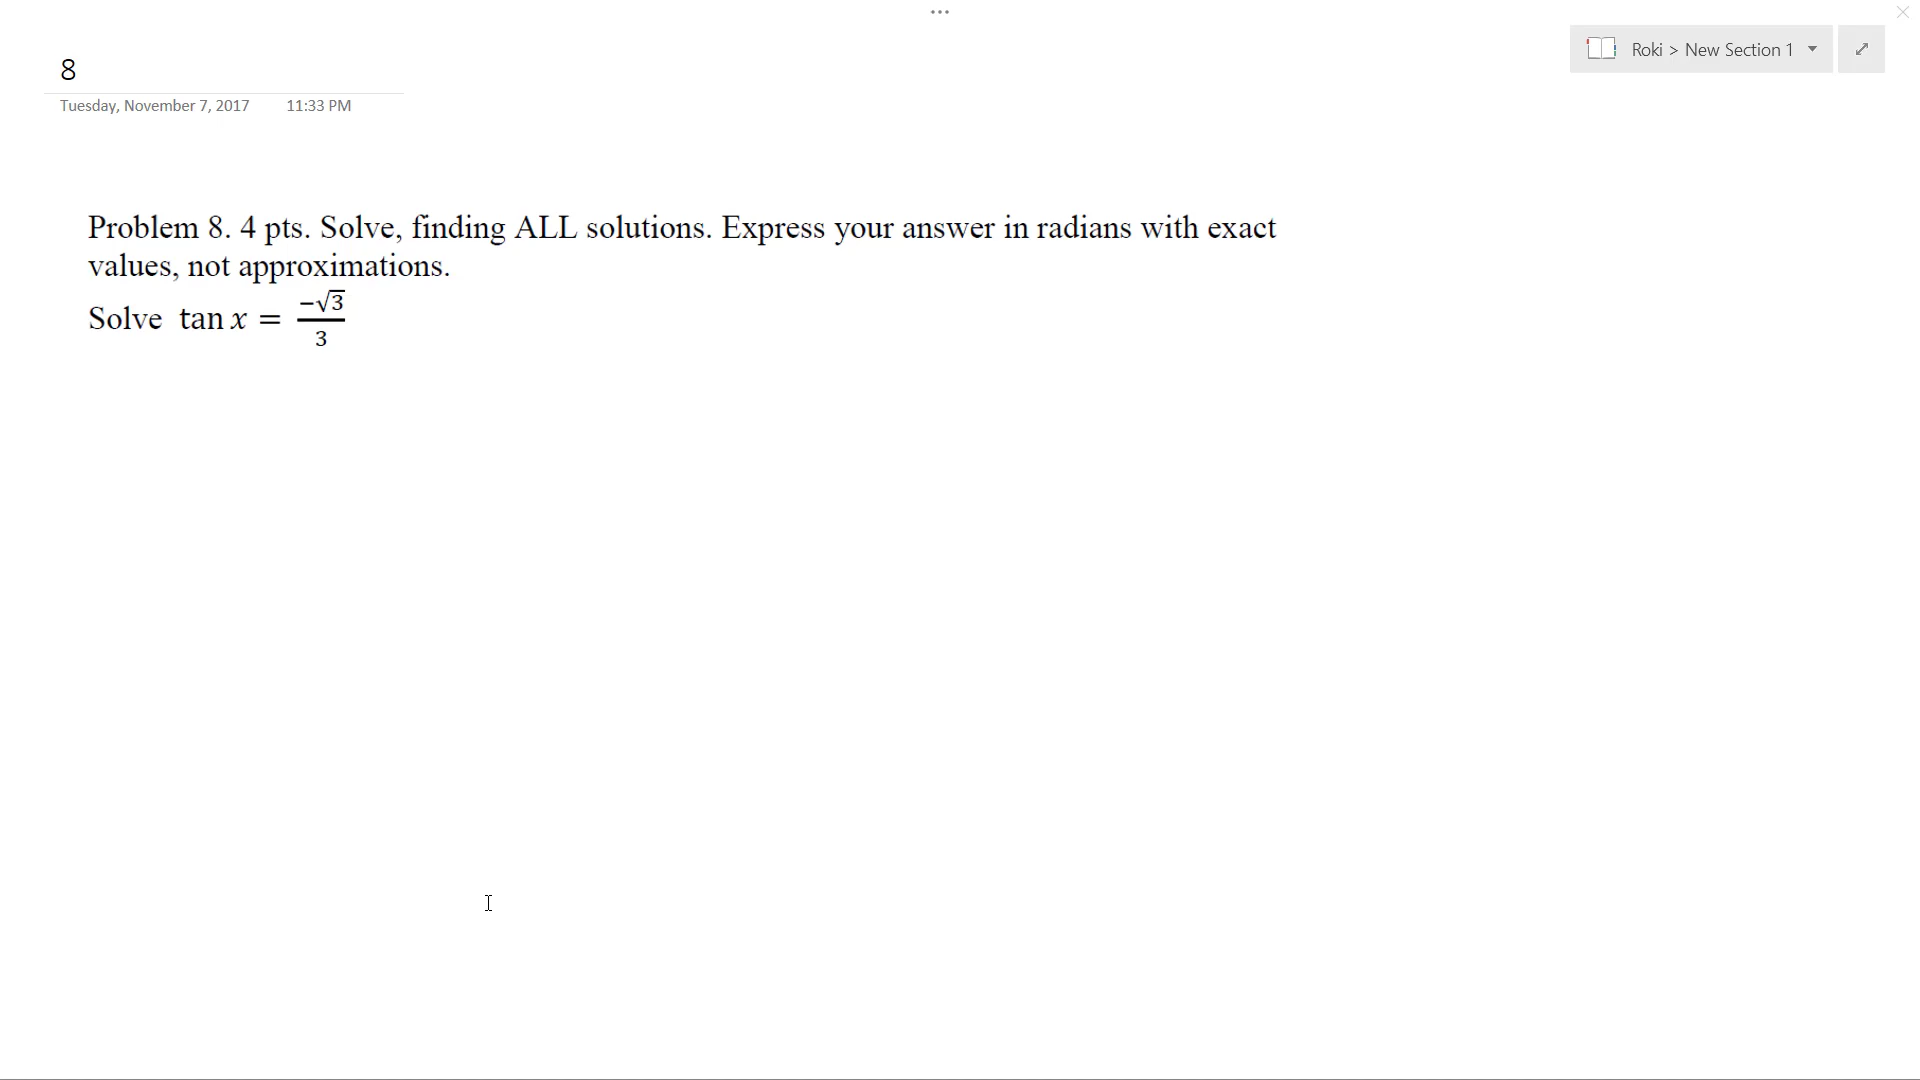 Roki > New Section 1
8
Tuesday, November 7, 2017 11:33 PM
Problem 8. 4 pts. Solve, finding ALL solutions. Express your answer in radians with exact
values, not approximations.
Solve tan x = −√3/3